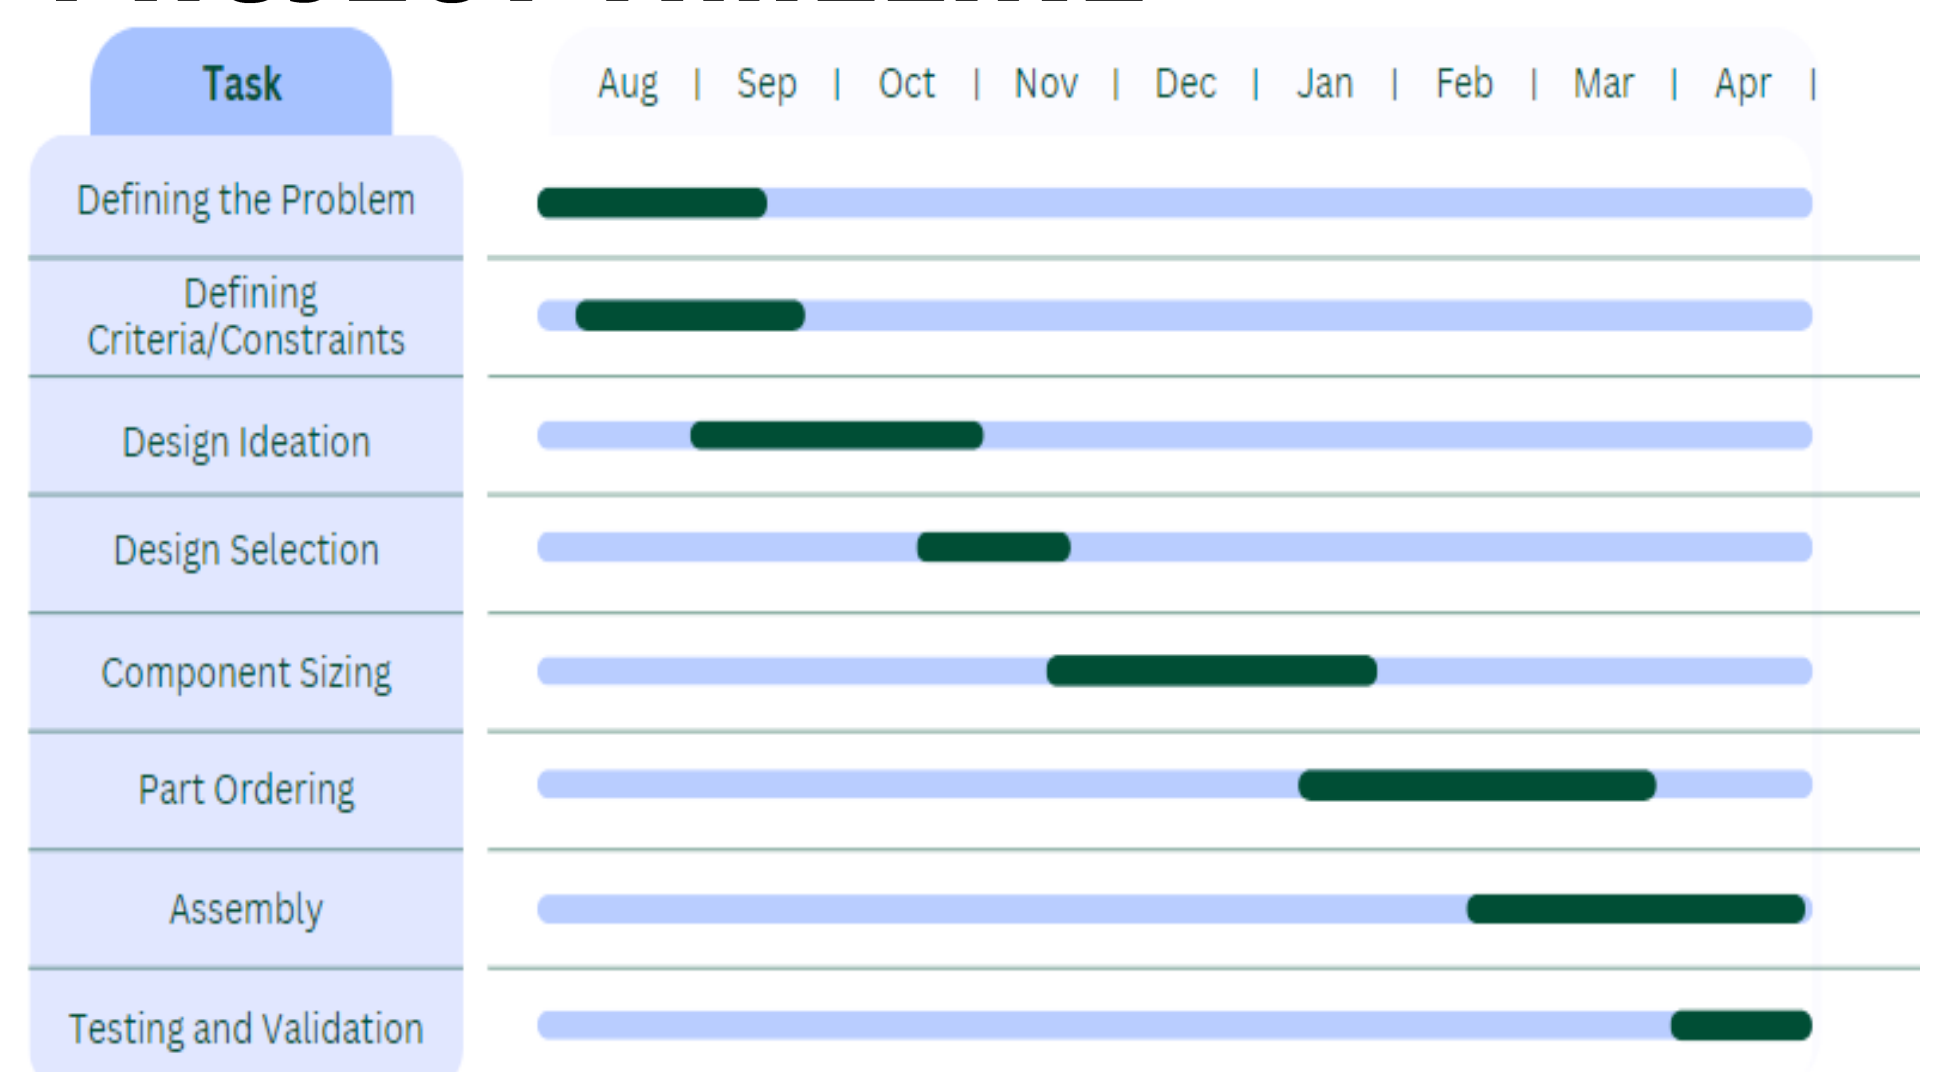 Task
Aug | Sep | Oct | Nov | Dec | Jan | Feb | Mar | Apr |
Defining the Problem
Defining
Criteria/Constraints
Design Ideation
Design Selection
Component Sizing
Part Ordering
Assembly
Testing and Validation